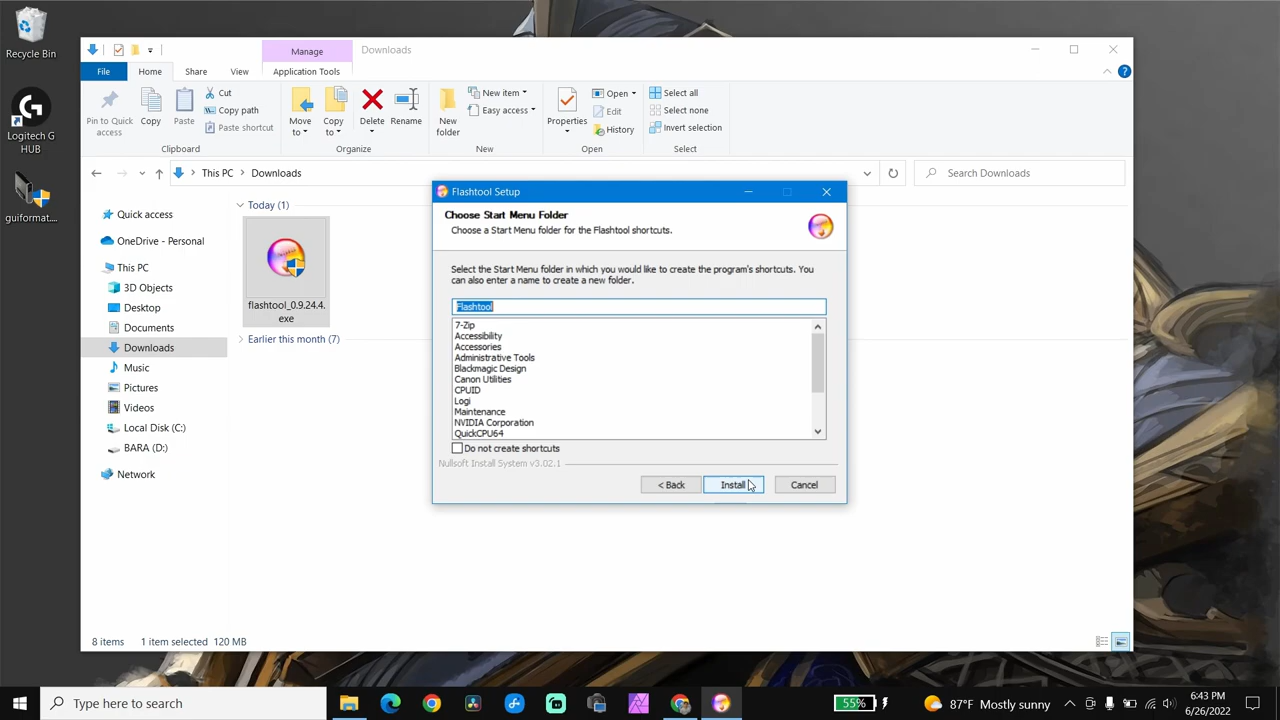 Recycle Bin
Logitech G
HUB
guiformat....
Manage
Downloads
File
Home
Share
View
Application Tools
Pin to Quick
access
Copy
Paste
Cut
Copy path
Paste shortcut
Clipboard
Move
to
Copy
to
Delete
Rename
Organize
New
folder
New item
Easy access
New
Properties
Open
Edit
History
Open
Select all
Select none
Invert selection
Select
This PC > Downloads
Search Downloads
Quick access
OneDrive - Personal
This PC
3D Objects
Desktop
Documents
Downloads
Music
Pictures
Videos
Local Disk (C:)
BARA (D:)
Network
Today (1)
flashtool_0.9.24.4.
exe
Earlier this month (7)
Flashtool Setup
Choose Start Menu Folder
Choose a Start Menu folder for the Flashtool shortcuts.
Select the Start Menu folder in which you would like to create the program's shortcuts. You
can also enter a name to create a new folder.
Flashtool
7-Zip
Accessibility
Accessories
Administrative Tools
Blackmagic Design
Canon Utilities
CPUID
Logi
Maintenance
NVIDIA Corporation
QuickCPU64
Do not create shortcuts
Nullsoft Install System v3.02.1
< Back
Install
Cancel
8 items
1 item selected
120 MB
Type here to search
55%
87°F Mostly sunny
6:43 PM
6/26/2022